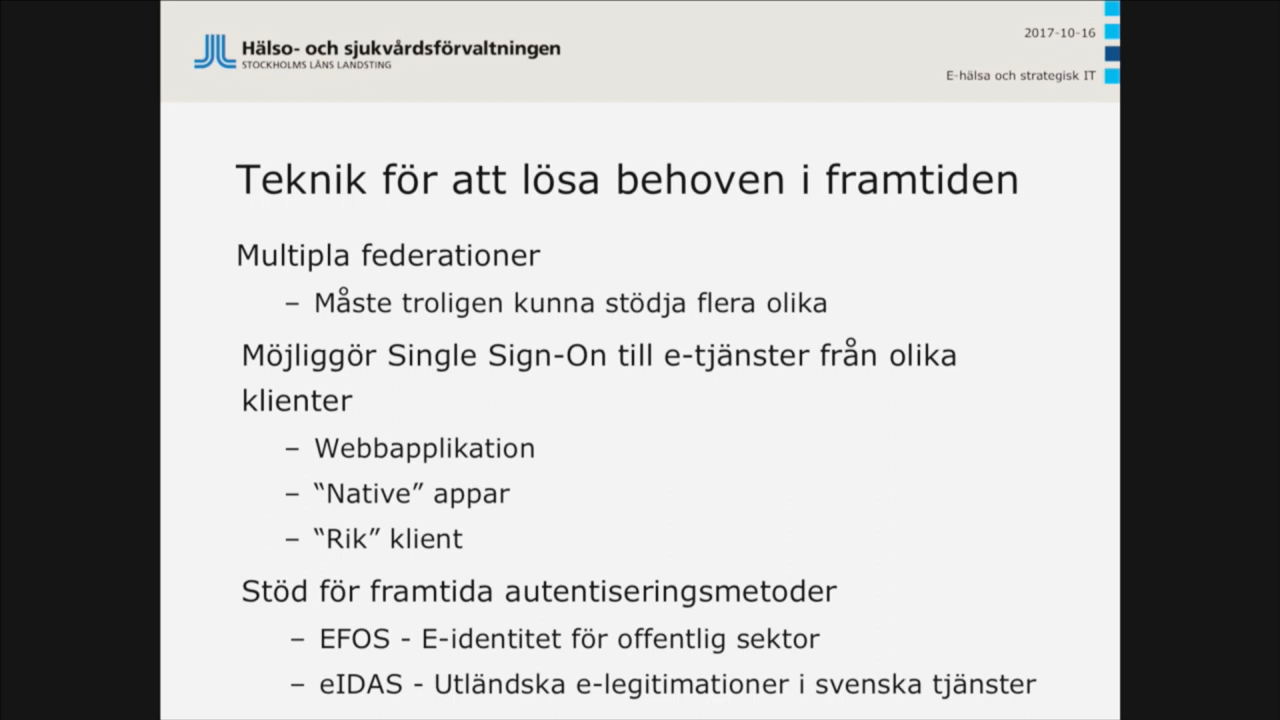 Hälso- och sjukvårdsförvaltningen
STOCKHOLMS LÄNS LANDSTING
2017-10-16
E-hälsa och strategisk IT
Teknik för att lösa behoven i framtiden
Multipla federationer
– Måste troligen kunna stödja flera olika
Möjliggör Single Sign-On till e-tjänster från olika
klienter
– Webbapplikation
– “Native” appar
– “Rik” klient
Stöd för framtida autentiseringsmetoder
– EFOS - E-identitet för offentlig sektor
– eIDAS - Utländska e-legitimationer i svenska tjänster